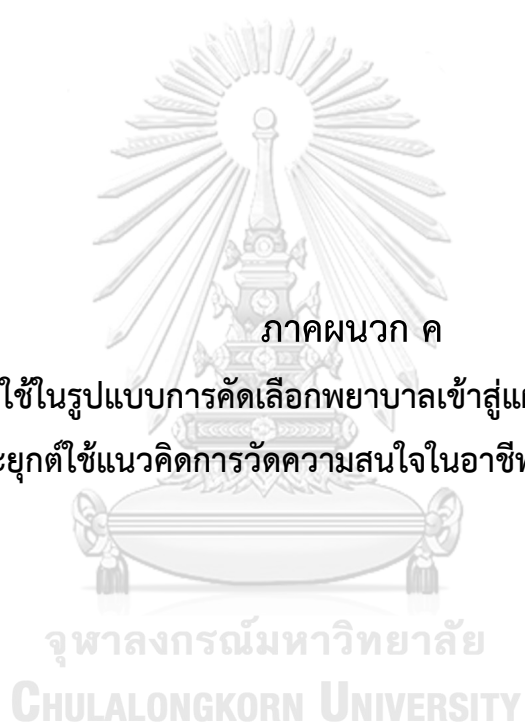 ภาคผนวก ค
ใช้ในรูปแบบการคัดเลือกพยาบาลเข้าสู่แ
ยุกต์ใช้แนวคิดการวัดความสนใจในอาชีพ
จุฬาลงกรณ์มหาวิทยาลัย
CHULALONGKORN UNIVERSITY